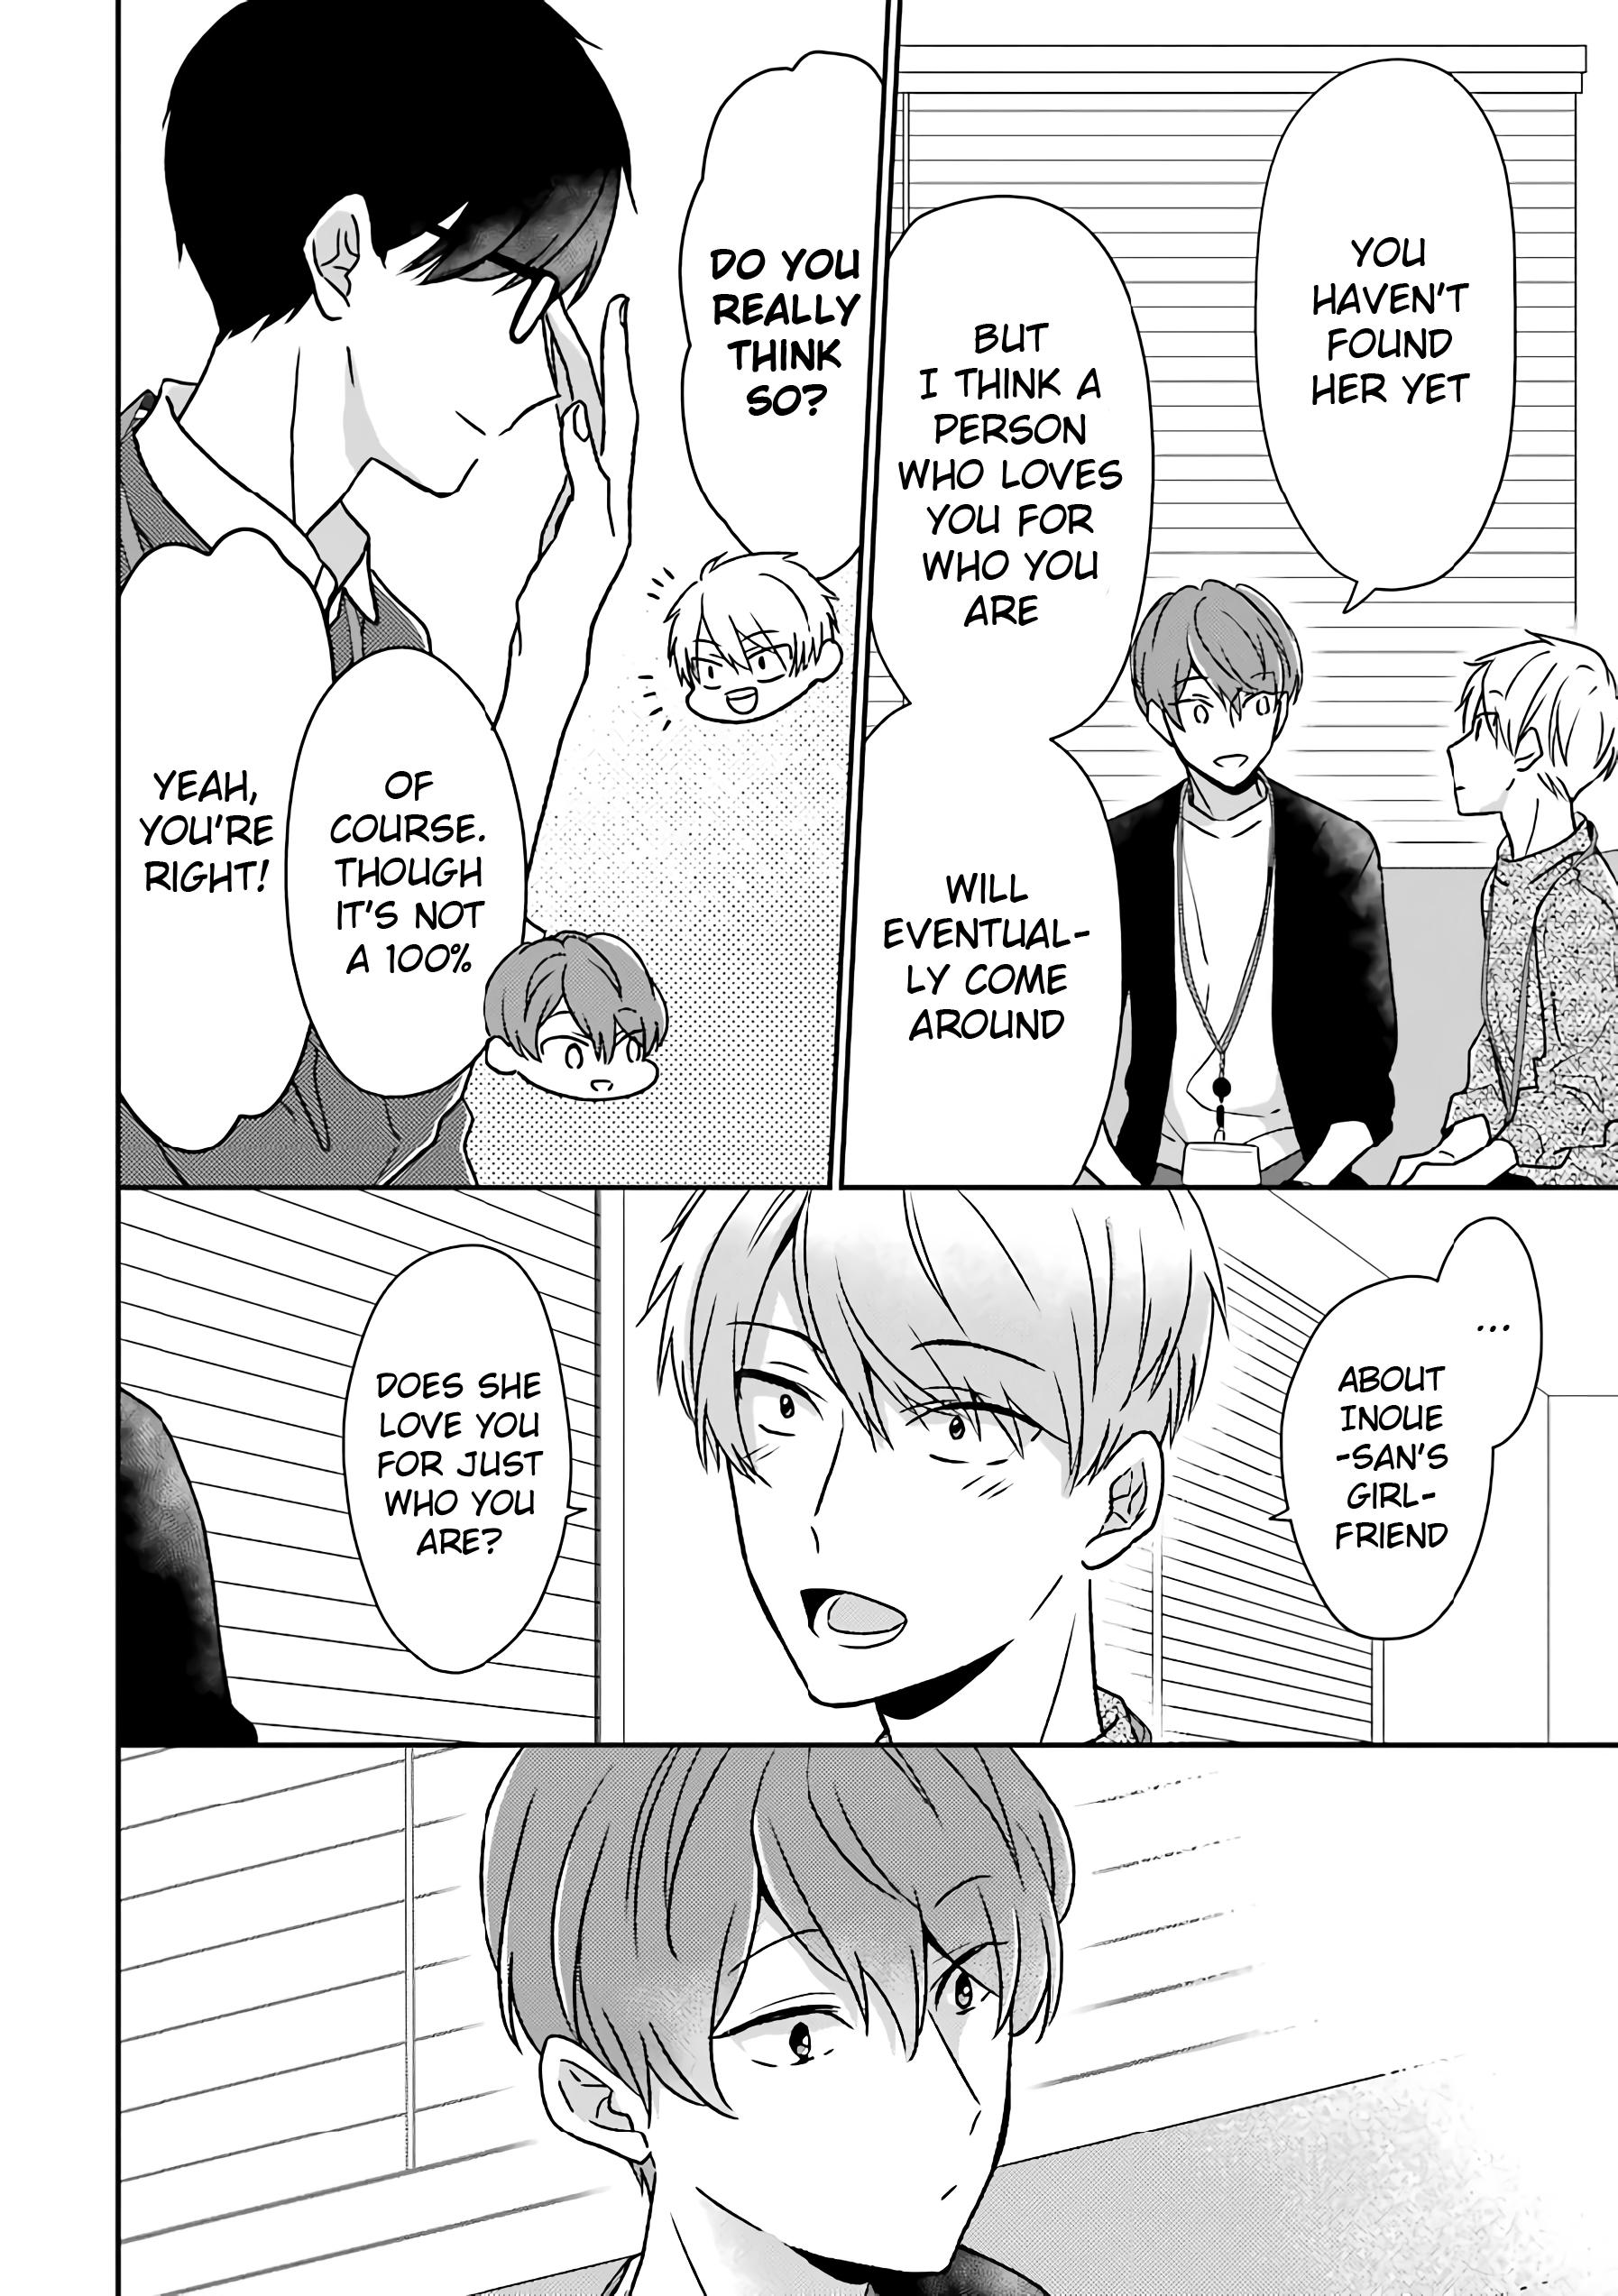 YOU
HAVEN'T
FOUND
HER YET
BUT
I THINK A
PERSON
WHO LOVES
YOU FOR
WHO YOU
ARE
WILL
EVENTUAL-
LY COME
AROUND
DO YOU
REALLY
THINK
SO?
OF
COURSE.
THOUGH
IT'S NOT
A 100%
YEAH,
YOU'RE
RIGHT!
...
ABOUT
INOUE
-SAN'S
GIRL-
FRIEND
DOES SHE
LOVE YOU
FOR JUST
WHO YOU
ARE?